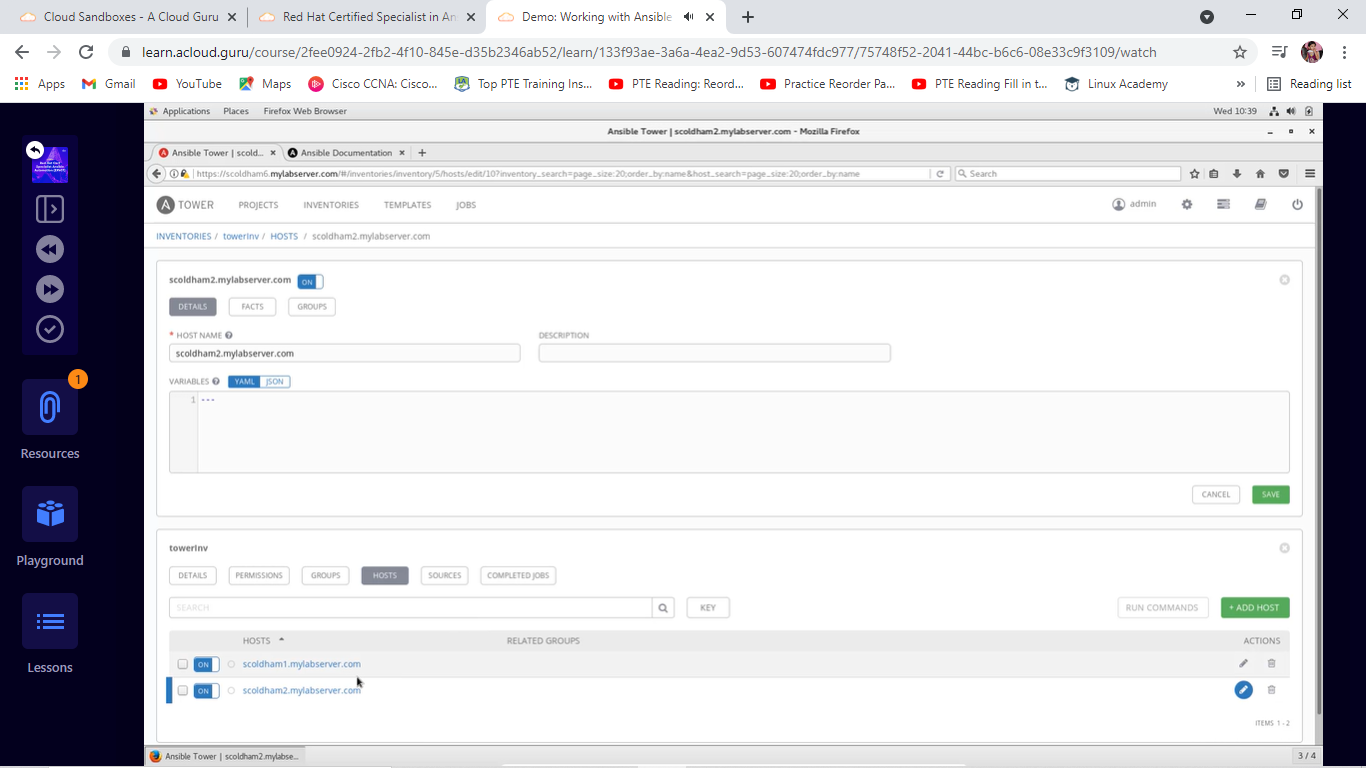 Cloud Sandboxes - A Cloud Guru
Red Hat Certified Specialist in An
Demo: Working with Ansible
learn.acloud.guru/course/2fee0924-2fb2-4f10-845e-d35b2346ab52/learn/133f93ae-3a6a-4ea2-9d53-607474fdc977/75748f52-2041-44bc-b6c6-08e33c9f3109/watch
Apps Gmail YouTube Maps Cisco CCNA: Cisco... Top PTE Training Ins... PTE Reading: Reord... Practice Reorder Pa... PTE Reading Fill in t... Linux Academy » Reading list
Applications Places Firefox Web Browser Wed 10:39
Ansible Tower | scoldham2.mylabserver.com - Mozilla Firefox
Ansible Tower | scold... Ansible Documentation
https://scoldham6.mylabserver.com/#/inventories/inventory/5/hosts/edit/10?inventory_search=page_size:20;order_by:name&host_search=page_size:20;order_by:name Search
A TOWER PROJECTS INVENTORIES TEMPLATES JOBS admin
INVENTORIES / towerInv / HOSTS / scoldham2.mylabserver.com
scoldham2.mylabserver.com ON
DETAILS FACTS GROUPS
* HOST NAME ? DESCRIPTION
scoldham2.mylabserver.com
VARIABLES ? YAML JSON
1 ---
CANCEL SAVE
towerInv
DETAILS PERMISSIONS GROUPS HOSTS SOURCES COMPLETED JOBS
SEARCH KEY RUN COMMANDS + ADD HOST
HOSTS RELATED GROUPS ACTIONS
ON scoldham1.mylabserver.com
ON scoldham2.mylabserver.com
ITEMS 1 - 2
Ansible Tower | scoldham2.mylabse... 3 / 4
1
Resources
Playground
Lessons